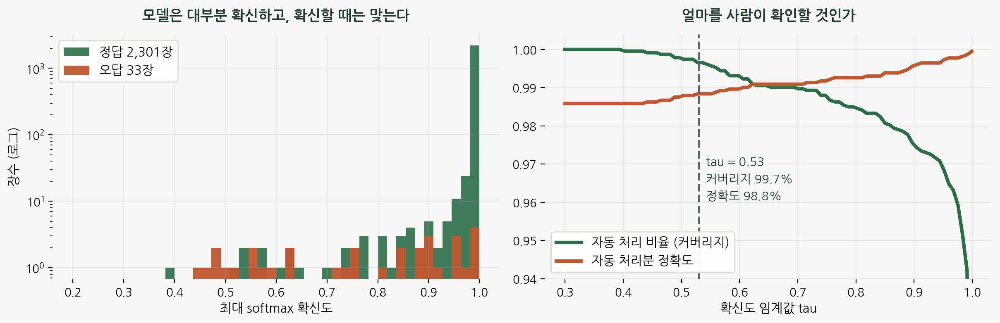 모델은 대부분 확신하고, 확신할 때는 맞는다
정답 2,301장
오답 33장
장수 (로그)
10³
10²
10¹
10⁰
0.2 0.3 0.4 0.5 0.6 0.7 0.8 0.9 1.0
최대 softmax 확신도
얼마를 사람이 확인할 것인가
1.00
0.99
0.98
0.97
0.96
0.95
0.94
tau = 0.53
커버리지 99.7%
정확도 98.8%
자동 처리 비율 (커버리지)
자동 처리분 정확도
0.3 0.4 0.5 0.6 0.7 0.8 0.9 1.0
확신도 임계값 tau